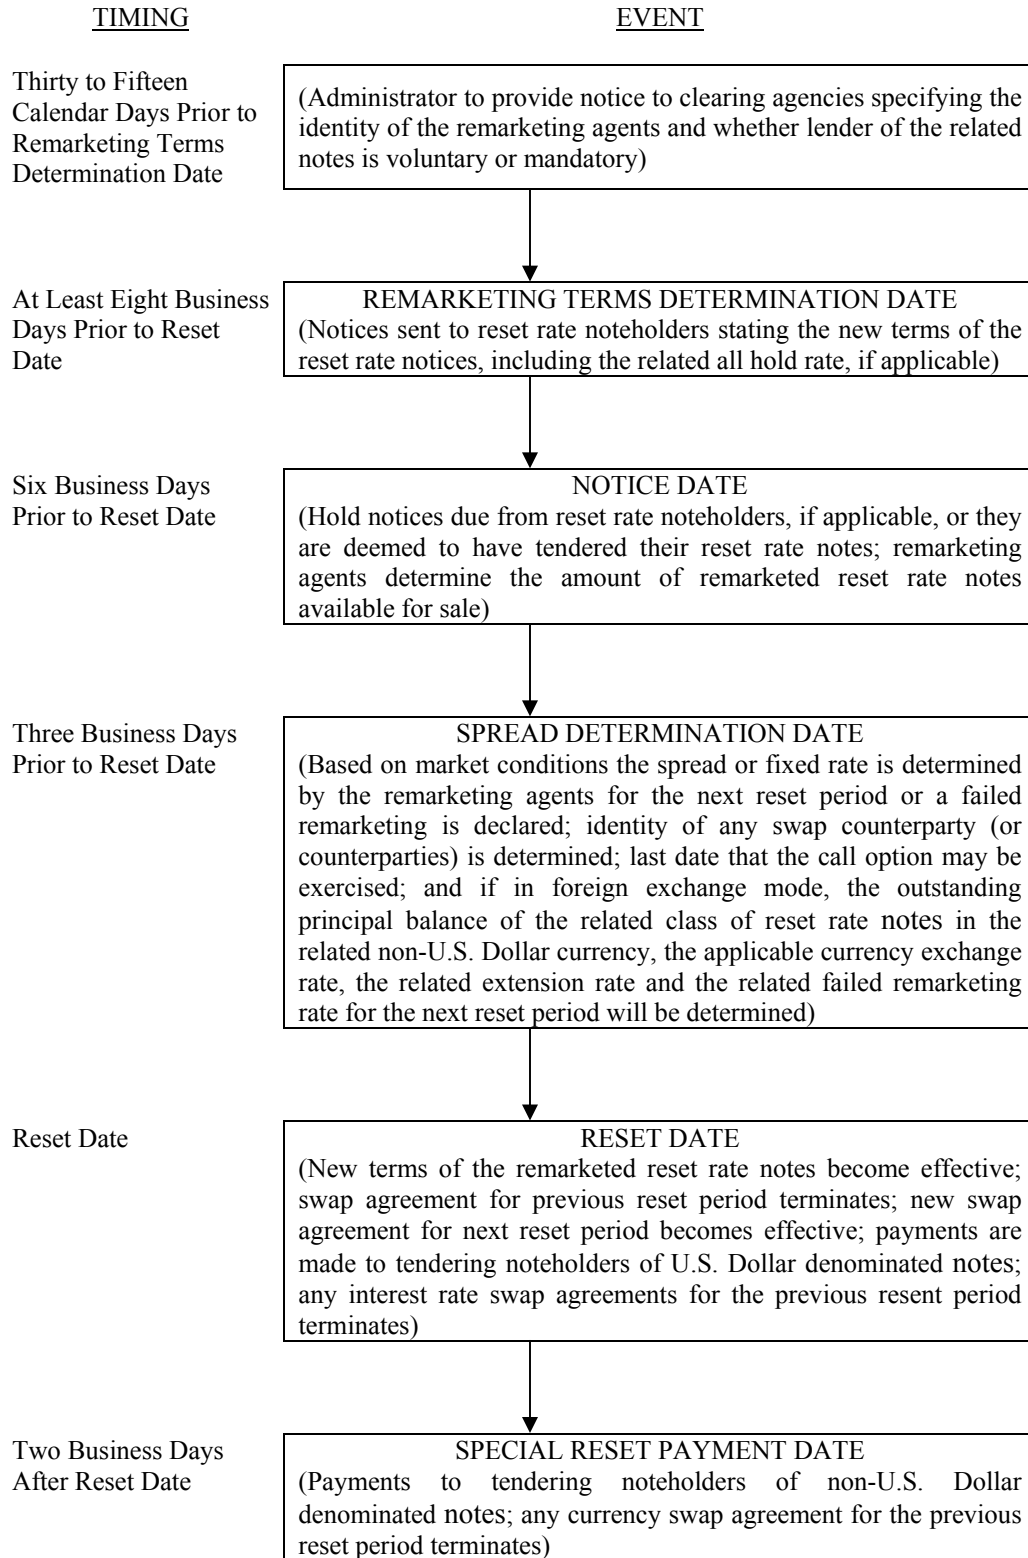 TIMING
EVENT
Thirty to Fifteen
Calendar Days Prior to
Remarketing Terms
Determination Date
(Administrator to provide notice to clearing agencies specifying the
identity of the remarketing agents and whether lender of the related
notes is voluntary or mandatory)
At Least Eight Business
Days Prior to Reset
Date
REMARKETING TERMS DETERMINATION DATE
(Notices sent to reset rate noteholders stating the new terms of the
reset rate notices, including the related all hold rate, if applicable)
Six Business Days
Prior to Reset Date
NOTICE DATE
(Hold notices due from reset rate noteholders, if applicable, or they
are deemed to have tendered their reset rate notes; remarketing
agents determine the amount of remarketed reset rate notes
available for sale)
Three Business Days
Prior to Reset Date
SPREAD DETERMINATION DATE
(Based on market conditions the spread or fixed rate is determined
by the remarketing agents for the next reset period or a failed
remarketing is declared; identity of any swap counterparty (or
counterparties) is determined; last date that the call option may be
exercised; and if in foreign exchange mode, the outstanding
principal balance of the related class of reset rate notes in the
related non-U.S. Dollar currency, the applicable currency exchange
rate, the related extension rate and the related failed remarketing
rate for the next reset period will be determined)
Reset Date
RESET DATE
(New terms of the remarketed reset rate notes become effective;
swap agreement for previous reset period terminates; new swap
agreement for next reset period becomes effective; payments are
made to tendering noteholders of U.S. Dollar denominated notes;
any interest rate swap agreements for the previous resent period
terminates)
Two Business Days
After Reset Date
SPECIAL RESET PAYMENT DATE
(Payments to tendering noteholders of non-U.S. Dollar
denominated notes; any currency swap agreement for the previous
reset period terminates)